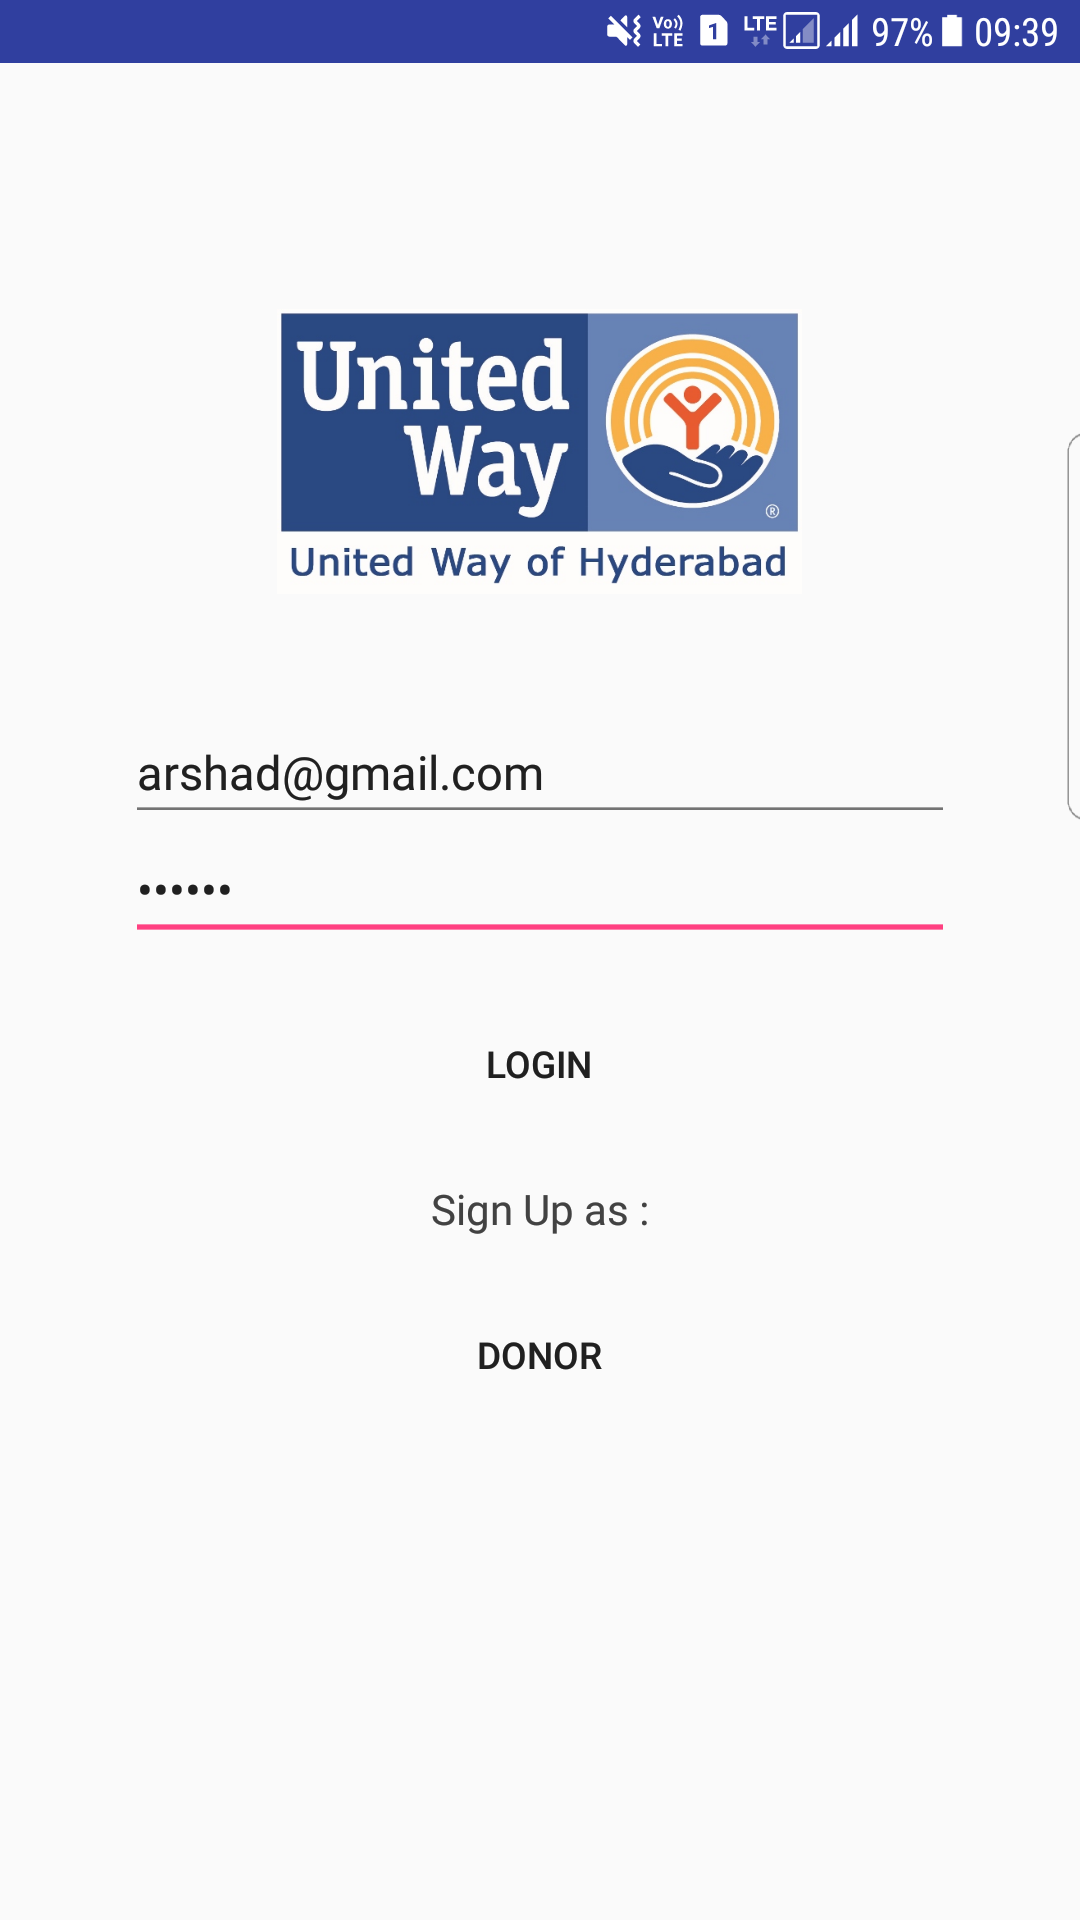 Vo)) LTE 1 LTE 97% 09:39
United
Way
®
United Way of Hyderabad
arshad@gmail.com
••••••
LOGIN
Sign Up as :
DONOR